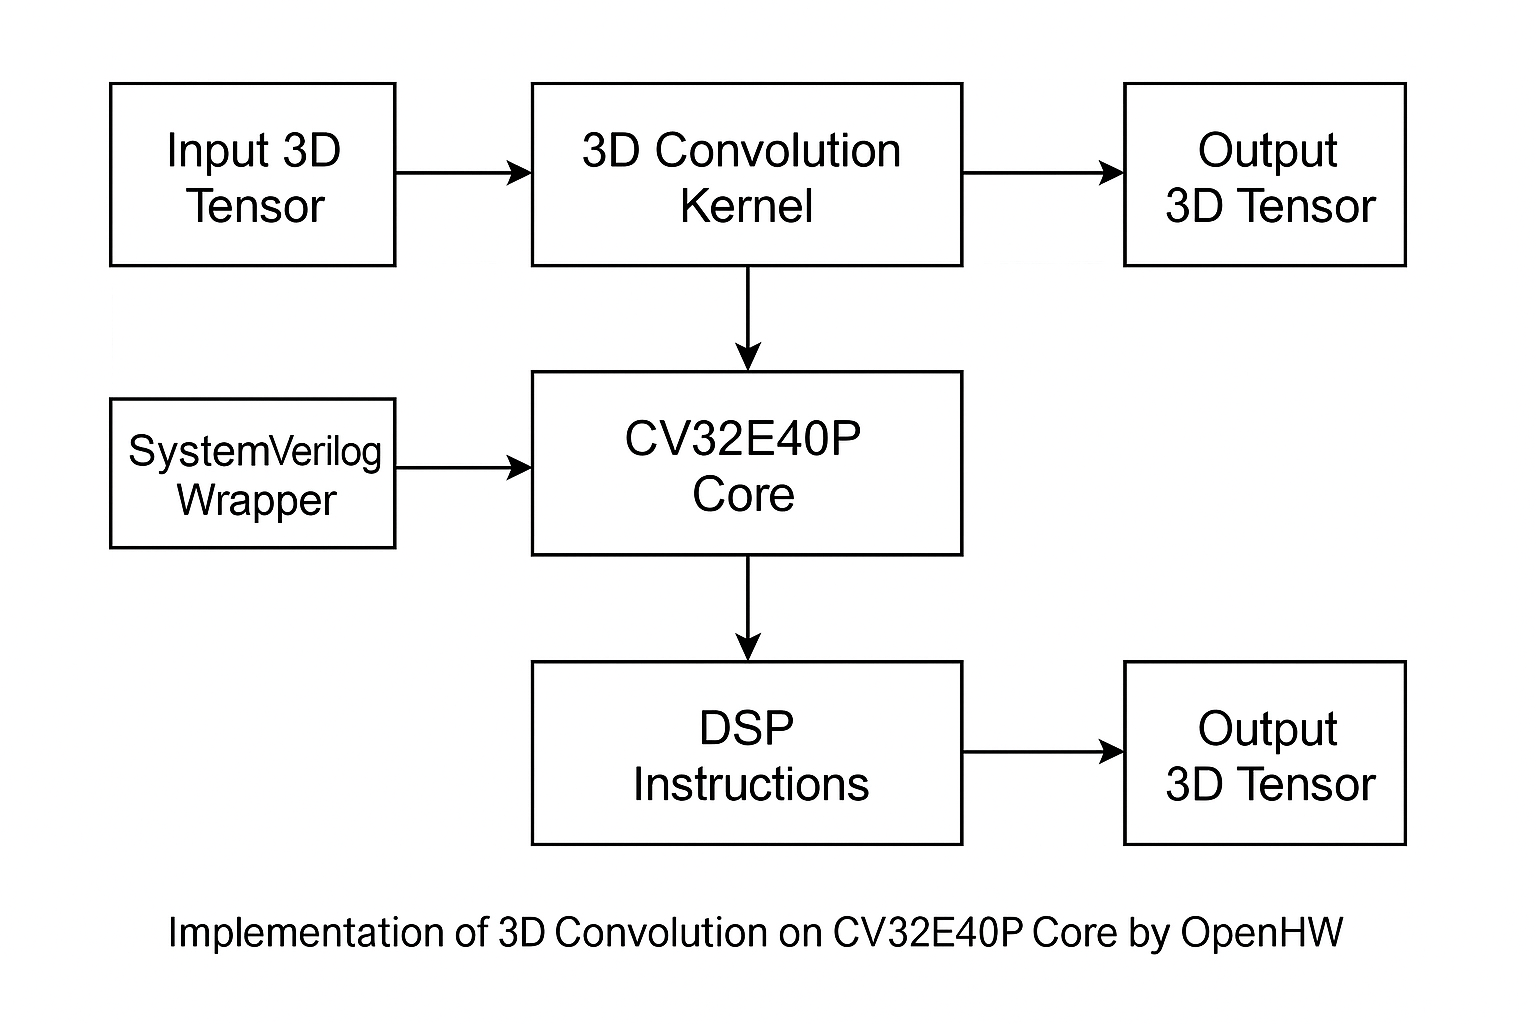 Input 3D
Tensor
3D Convolution
Kernel
Output
3D Tensor
SystemVerilog
Wrapper
CV32E40P
Core
DSP
Instructions
Output
3D Tensor
Implementation of 3D Convolution on CV32E40P Core by OpenHW